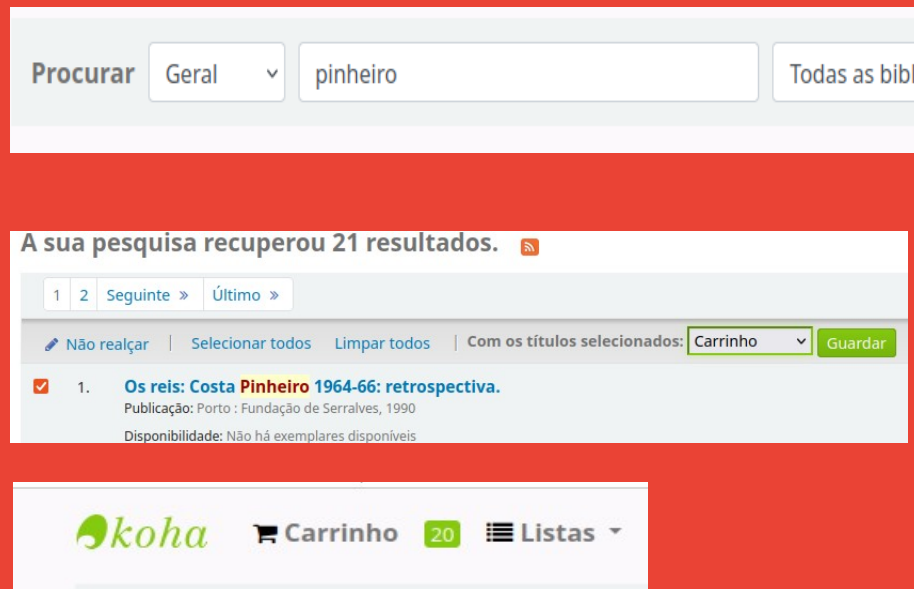 Procurar Geral pinheiro Todas as bibl
A sua pesquisa recuperou 21 resultados.
1 2 Seguinte » Último »
Não realçar | Selecionar todos Limpar todos | Com os títulos selecionados: Carrinho Guardar
1. Os reis: Costa Pinheiro 1964-66: retrospectiva.
Publicação: Porto : Fundação de Serralves, 1990
Disponibilidade: Não há exemplares disponíveis
koha Carrinho 20 Listas